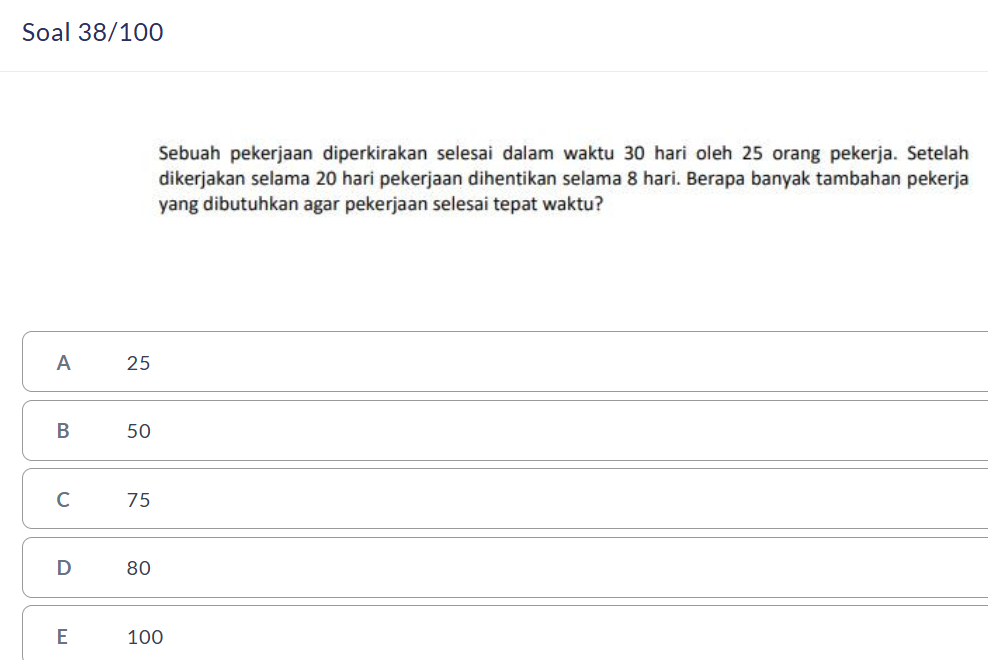 Soal 38/100
Sebuah pekerjaan diperkirakan selesai dalam waktu 30 hari oleh 25 orang pekerja. Setelah
dikerjakan selama 20 hari pekerjaan dihentikan selama 8 hari. Berapa banyak tambahan pekerja
yang dibutuhkan agar pekerjaan selesai tepat waktu?
A 25
B 50
C 75
D 80
E 100